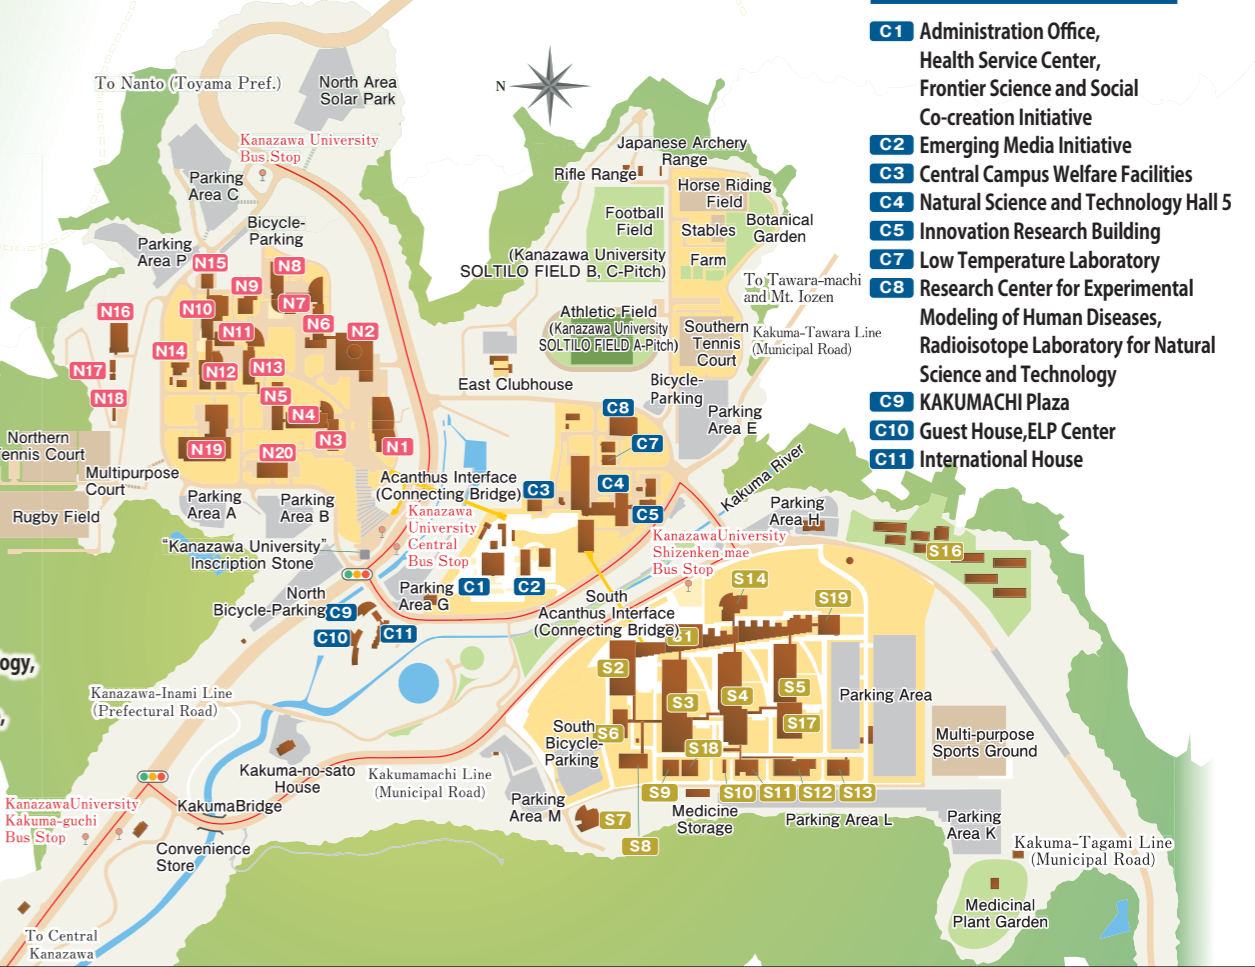 C1 Administration Office,
Health Service Center,
Frontier Science and Social
Co-creation Initiative
C2 Emerging Media Initiative
C3 Central Campus Welfare Facilities
C4 Natural Science and Technology Hall 5
C5 Innovation Research Building
C7 Low Temperature Laboratory
C8 Research Center for Experimental
Modeling of Human Diseases,
Radioisotope Laboratory for Natural
Science and Technology
C9 KAKUMACHI Plaza
C10 Guest House,ELP Center
C11 International House
To Nanto (Toyama Pref.)
North Area
Solar Park
N
Kanazawa University
Bus Stop
Parking
Area C
Bicycle-
Parking
Parking
Area P
N15
N8
N9
N7
N10
N16
N6
N2
N11
N14
N12
N13
N17
N18
N5
N4
N3
N1
N19
N20
Northern
ennis Court
Multipurpose
Court
Rugby Field
Parking
Area A
Parking
Area B
"Kanazawa University"
Inscription Stone
Japanese Archery
Range
Rifle Range
Horse Riding
Field
Football
Field
Stables
Botanical
Garden
(Kanazawa University
SOLTILO FIELD B, C-Pitch)
Farm
To Tawara-machi
and Mt. Iozen
Athletic Field
(Kanazawa University
SOLTILO FIELD A-Pitch)
Southern
Tennis
Court
Kakuma-Tawara Line
(Municipal Road)
East Clubhouse
Bicycle-
Parking
Parking
Area E
C8
C7
C4
C5
C3
Acanthus Interface
(Connecting Bridge)
Kanazawa
University
Central
Bus Stop
Kakuma River
Parking
Area H
KanazawaUniversity
Shizenken mae
Bus Stop
S16
Parking
Area G
C1
C2
North
Bicycle-Parking
C9
C10
C11
South
Acanthus Interface
(Connecting Bridge)
S14
S19
S1
S2
S3
S4
S5
S6
S17
S18
Parking Area
South
Bicycle-
Parking
Multi-purpose
Sports Ground
S9
S10
S11
S12
S13
Medicine
Storage
Parking Area L
S7
S8
Parking
Area M
Parking
Area K
Kakuma-Tagami Line
(Municipal Road)
Medicinal
Plant Garden
ogy,
,
Kanazawa-Inami Line
(Prefectural Road)
Kakuma-no-sato
House
Kakumamachi Line
(Municipal Road)
KanazawaUniversity
Kakuma-guchi
Bus Stop
KakumaBridge
Convenience
Store
To Central
Kanazawa